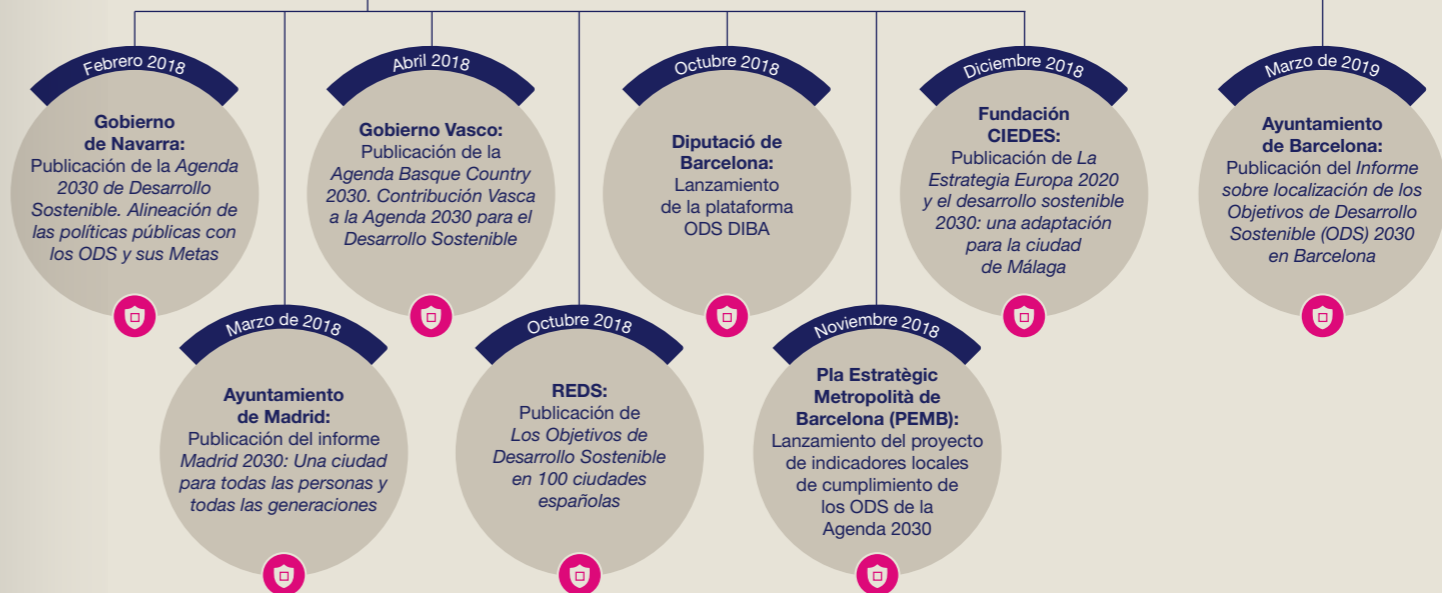 Febrero 2018
Gobierno
de Navarra:
Publicación de la Agenda
2030 de Desarrollo
Sostenible. Alineación de
las políticas públicas con
los ODS y sus Metas
Marzo de 2018
Ayuntamiento
de Madrid:
Publicación del informe
Madrid 2030: Una ciudad
para todas las personas y
todas las generaciones
Abril 2018
Gobierno Vasco:
Publicación de la
Agenda Basque Country
2030. Contribución Vasca
a la Agenda 2030 para el
Desarrollo Sostenible
Octubre 2018
REDS:
Publicación de
Los Objetivos de
Desarrollo Sostenible
en 100 ciudades
españolas
Octubre 2018
Diputació de
Barcelona:
Lanzamiento
de la plataforma
ODS DIBA
Noviembre 2018
Pla Estratègic
Metropolità de
Barcelona (PEMB):
Lanzamiento del proyecto
de indicadores locales
de cumplimiento de
los ODS de la
Agenda 2030
Diciembre 2018
Fundación
CIEDES:
Publicación de La
Estrategia Europa 2020
y el desarrollo sostenible
2030: una adaptación
para la ciudad
de Málaga
Marzo de 2019
Ayuntamiento
de Barcelona:
Publicación del Informe
sobre localización de los
Objetivos de Desarrollo
Sostenible (ODS) 2030
en Barcelona